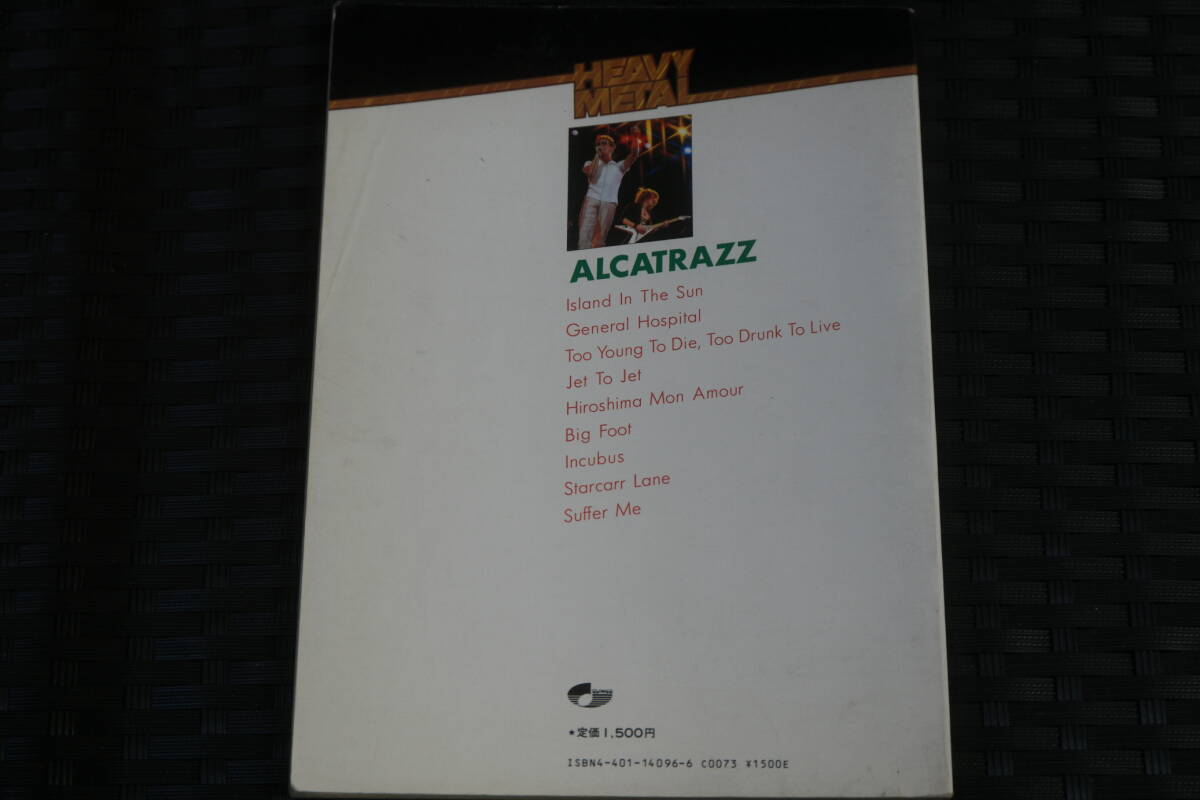 HEAVY
METAL
ALCATRAZZ
Island In The Sun
General Hospital
Too Young To Die, Too Drunk To Live
Jet To Jet
Hiroshima Mon Amour
Big Foot
Incubus
Starcarr Lane
Suffer Me
★定価1,500円
ISBN4-401-14096-6 C0073 ¥1500E